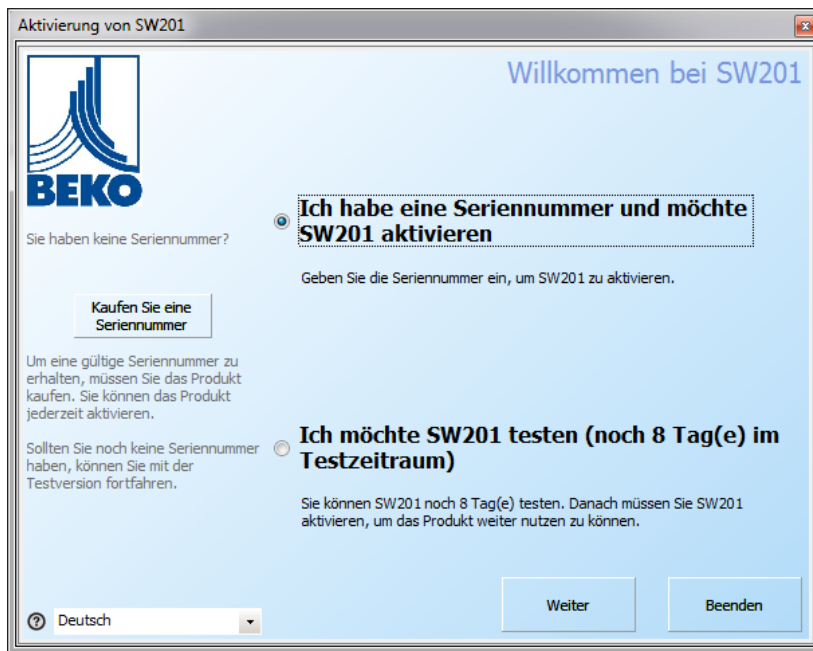 Aktivierung von SW201
Willkommen bei SW201
BEKO
Sie haben keine Seriennummer?
Kaufen Sie eine
Seriennummer
Um eine gültige Seriennummer zu
erhalten, müssen Sie das Produkt
kaufen. Sie können das Produkt
jederzeit aktivieren.
Sollten Sie noch keine Seriennummer
haben, können Sie mit der
Testversion fortfahren.
Ich habe eine Seriennummer und möchte
SW201 aktivieren
Geben Sie die Seriennummer ein, um SW201 zu aktivieren.
Ich möchte SW201 testen (noch 8 Tag(e) im
Testzeitraum)
Sie können SW201 noch 8 Tag(e) testen. Danach müssen Sie SW201
aktivieren, um das Produkt weiter nutzen zu können.
Deutsch
Weiter
Beenden